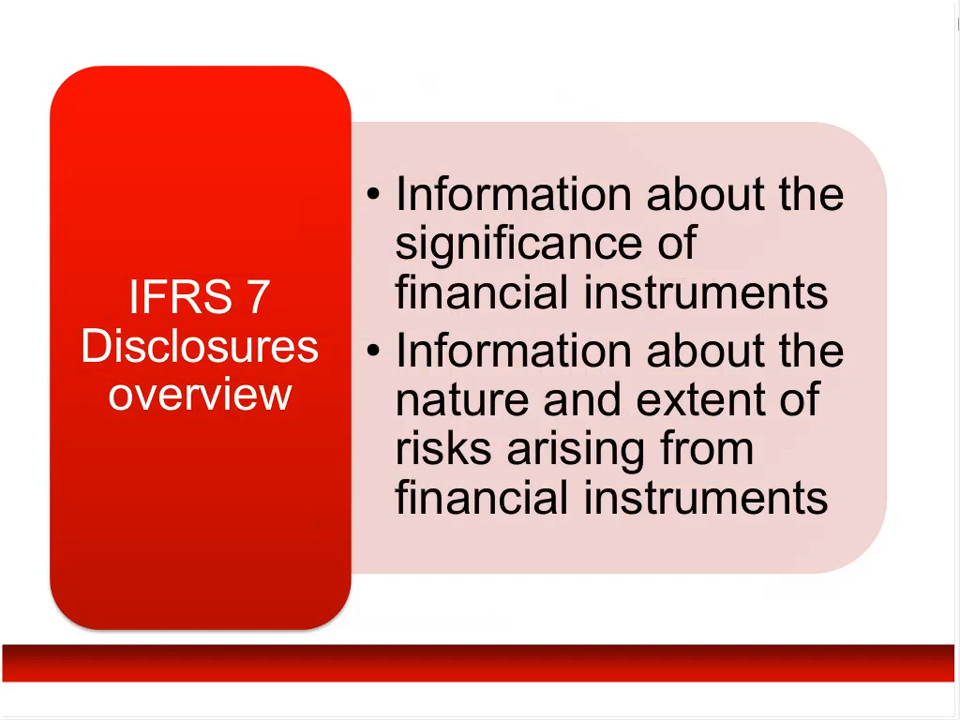 IFRS 7
Disclosures
overview
• Information about the
significance of
financial instruments
• Information about the
nature and extent of
risks arising from
financial instruments